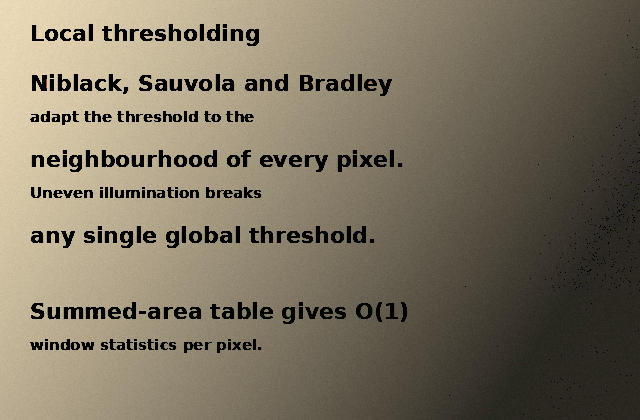 Local thresholding
Niblack, Sauvola and Bradley
adapt the threshold to the
neighbourhood of every pixel.
Uneven illumination breaks
any single global threshold.
Summed-area table gives O(1)
window statistics per pixel.